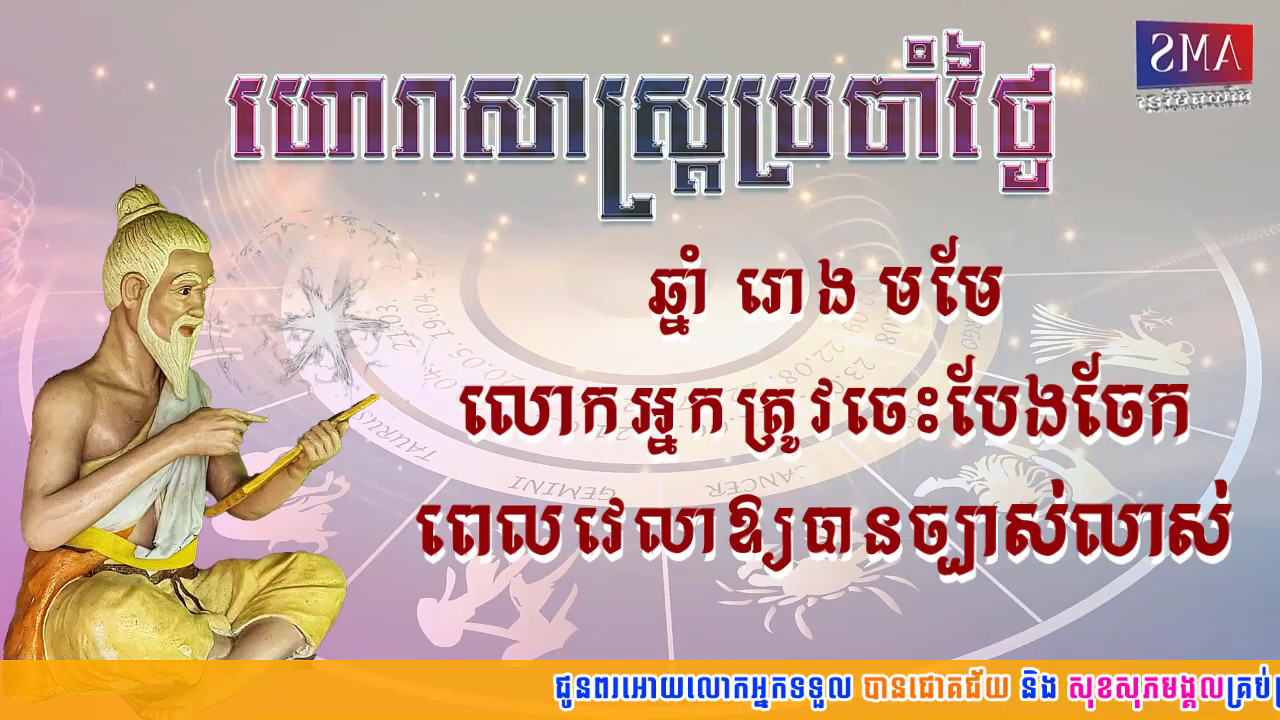 ហោរាសាស្ត្រប្រចាំថ្ងៃ
SMA
ឆ្នាំ រោង មមែ
លោកអ្នកត្រូវចេះបែងចែក
ពេលវេលាឱ្យបានច្បាស់លាស់
TAURUS
GEMINI
CANCER
ជូនពរអោយលោកអ្នកទទួល បានជោគជ័យ និង សុខសុភមង្គលគ្រប់